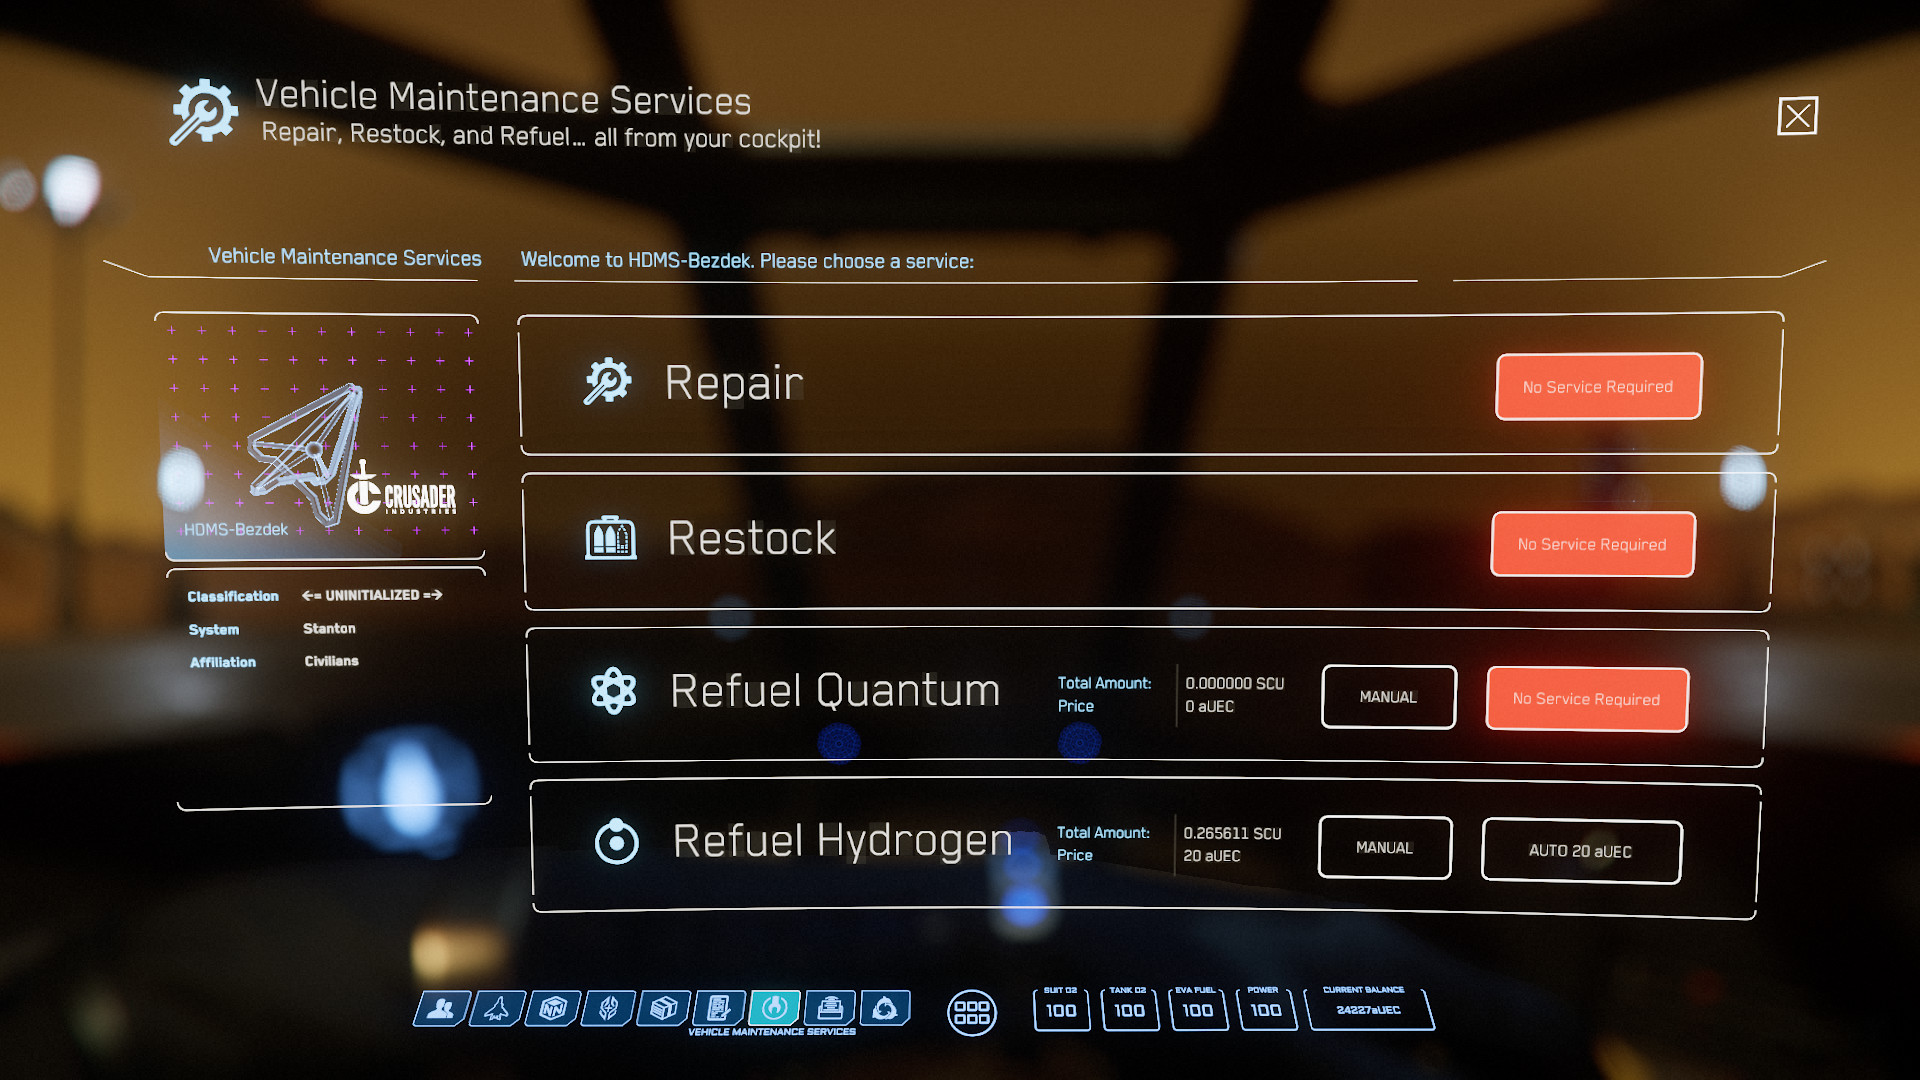 Vehicle Maintenance Services
Repair, Restock, and Refuel... all from your cockpit!
Vehicle Maintenance Services
Welcome to HDMS-Bezdek. Please choose a service:
CRUSADER
INDUSTRIES
HDMS-Bezdek
Classification <-= UNINITIALIZED =->
System Stanton
Affiliation Civilians
Repair
No Service Required
Restock
No Service Required
Refuel Quantum
Total Amount: 0.000000 SCU
Price 0 aUEC
MANUAL
No Service Required
Refuel Hydrogen
Total Amount: 0.265611 SCU
Price 20 aUEC
MANUAL
AUTO 20 aUEC
VEHICLE MAINTENANCE SERVICES
SUIT O2
100
TANK O2
100
EVA FUEL
100
POWER
100
CURRENT BALANCE
24227aUEC